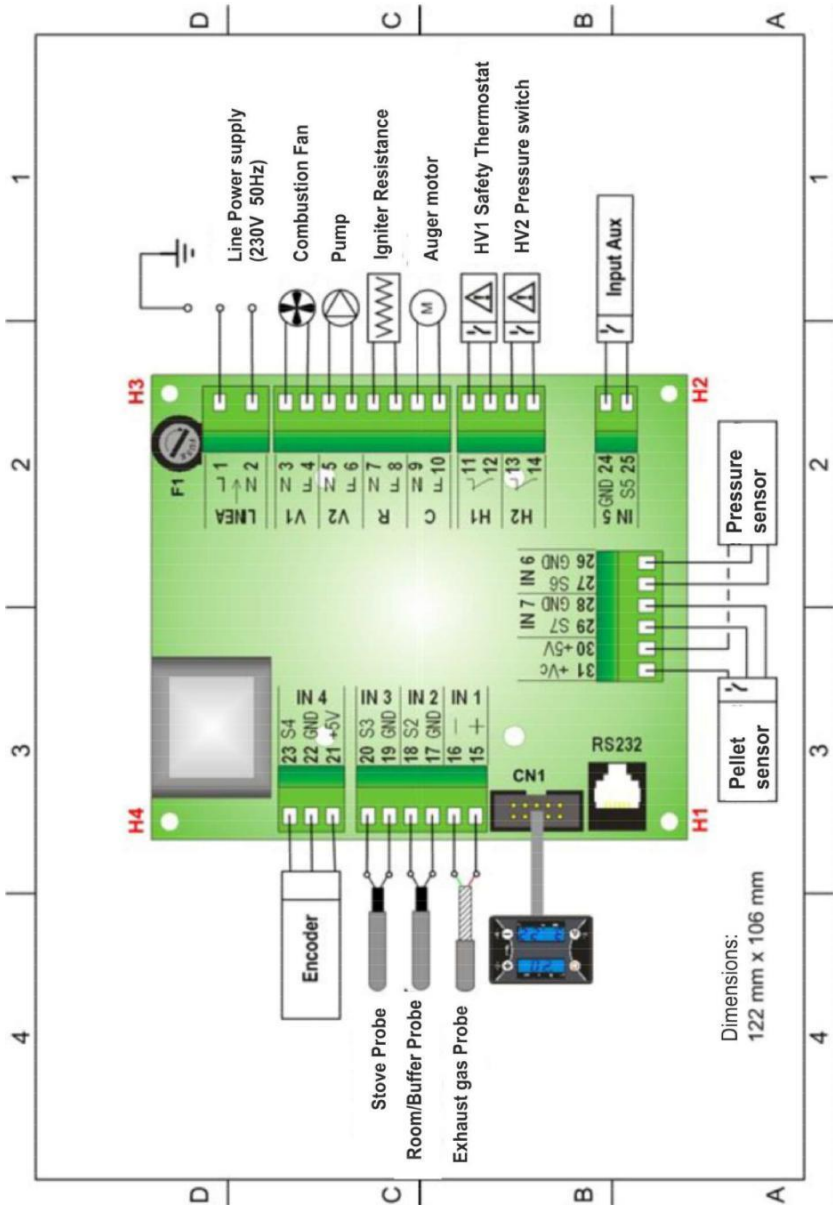 D
C
B
A
1
2
3
4
Line Power supply
(230V 50Hz)
Combustion Fan
Pump
Igniter Resistance
M
Auger motor
HV1 Safety Thermostat
HV2 Pressure switch
Input Aux
H3
H2
F1
LINEA
L 1
N 2
V1
N 3
F 4
V2
N 5
F 6
R
N 7
F 8
C
N 9
F 10
H1
11
12
H2
13
14
IN 5
GND 24
S5 25
IN 6
26 GND
27 S6
IN 7
28 GND
29 S7
30 +5V
31 +Vc
Pressure
sensor
Pellet
sensor
IN 4
23 S4
22 GND
21 +5V
IN 3
20 S3
19 GND
IN 2
18 S2
17 GND
IN 1
16 –
15 +
CN1
RS232
H4
H1
Encoder
Stove Probe
Room/Buffer Probe
Exhaust gas Probe
Dimensions:
122 mm x 106 mm
1
2
3
4
D
C
B
A